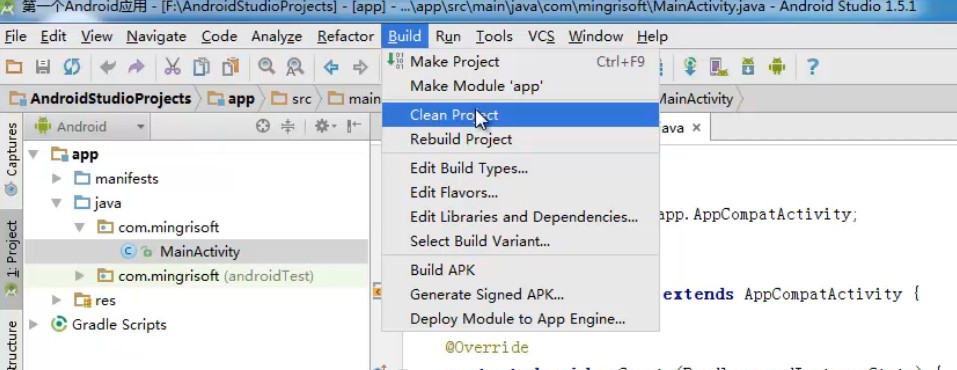 第一个Android应用 - [F:\AndroidStudioProjects] - [app] - ...\app\src\main\java\com\mingrisoft\MainActivity.java - Android Studio 1.5.1
File Edit View Navigate Code Analyze Refactor Build Run Tools VCS Window Help
Make Project Ctrl+F9
Make Module 'app'
Clean Project
Rebuild Project
Edit Build Types...
Edit Flavors...
Edit Libraries and Dependencies...
Select Build Variant...
Build APK
Generate Signed APK...
Deploy Module to App Engine...
AndroidStudioProjects app src main MainActivity
Android
java
app
manifests
java
com.mingrisoft
MainActivity
com.mingrisoft (androidTest)
res
Gradle Scripts
Captures
1: Project
app.AppCompatActivity;
extends AppCompatActivity {
@Override